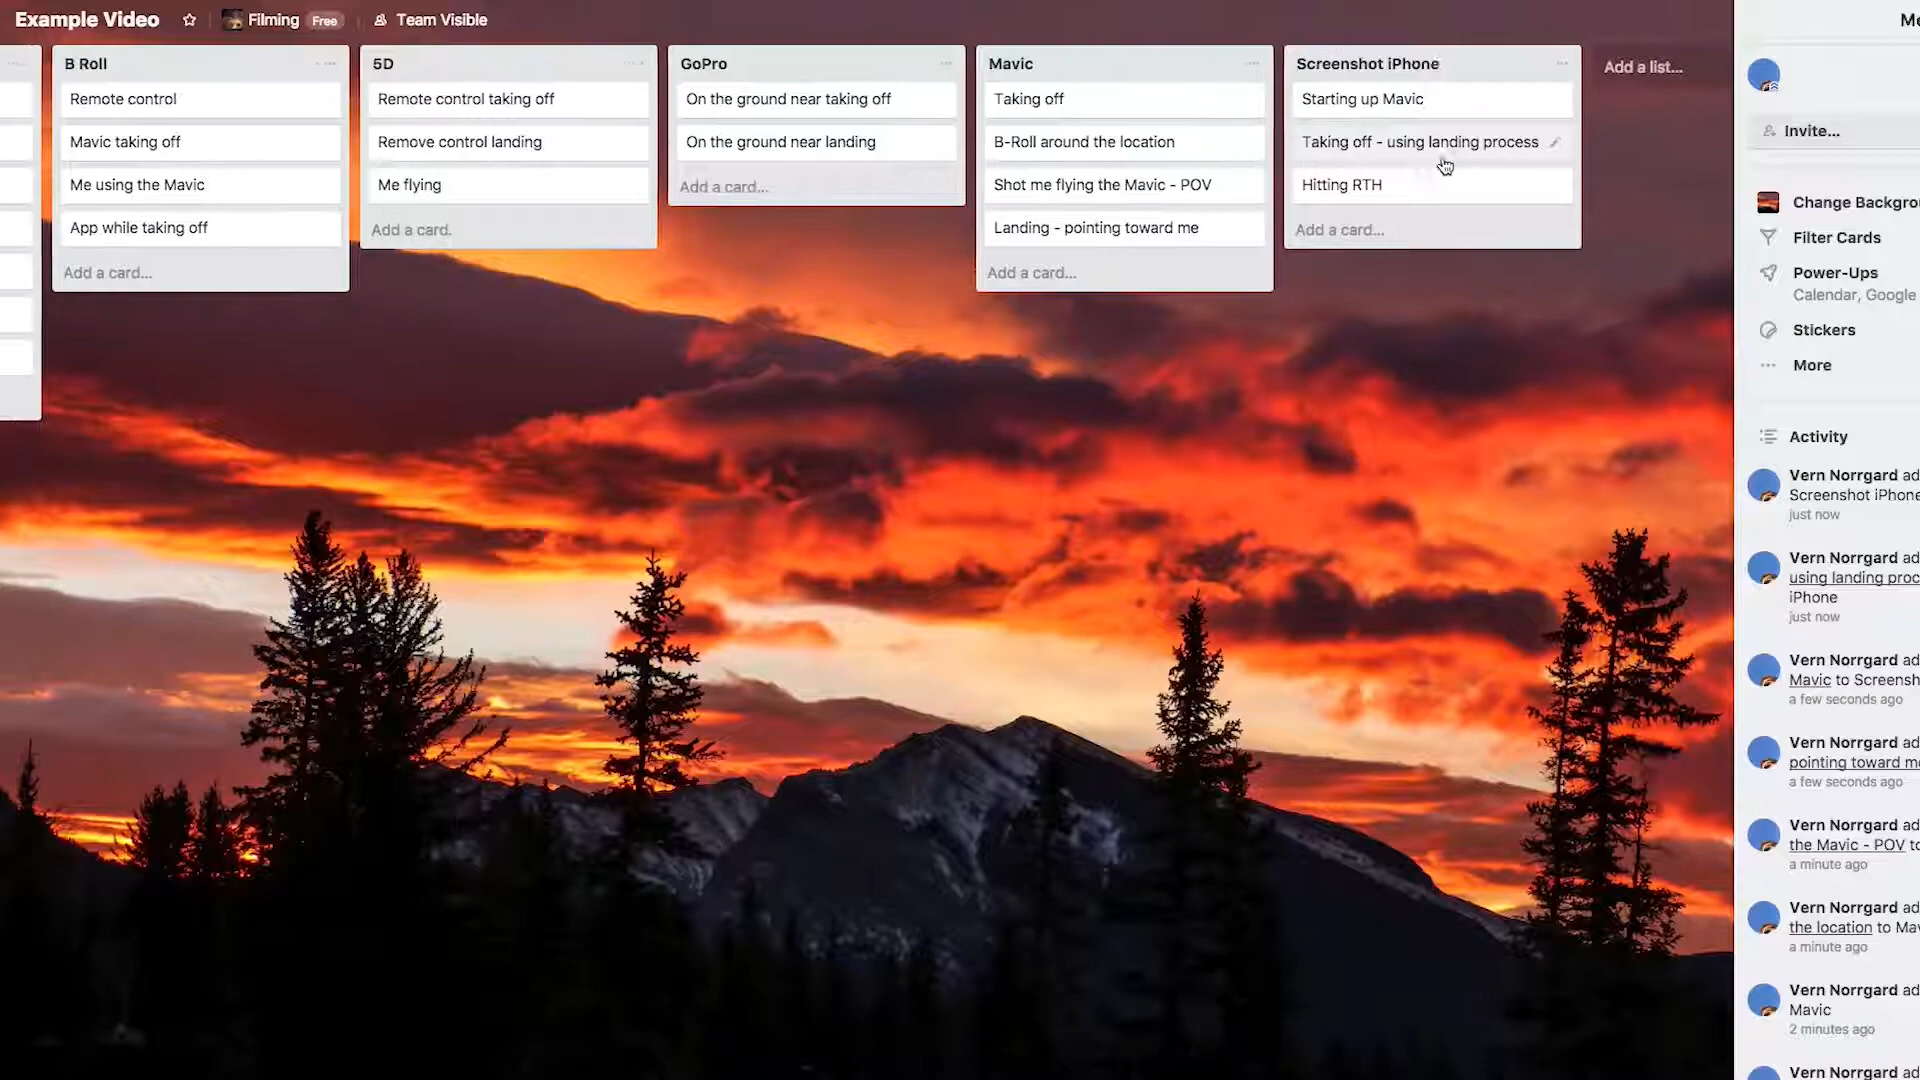 Example Video
Filming Free
Team Visible
Me
B Roll
Remote control
Mavic taking off
Me using the Mavic
App while taking off
Add a card...
5D
Remote control taking off
Remove control landing
Me flying
Add a card.
GoPro
On the ground near taking off
On the ground near landing
Add a card...
Mavic
Taking off
B-Roll around the location
Shot me flying the Mavic - POV
Landing - pointing toward me
Add a card...
Screenshot iPhone
Starting up Mavic
Taking off - using landing process
Hitting RTH
Add a card...
Add a list...
Invite...
Change Backgrou
Filter Cards
Power-Ups
Calendar, Google
Stickers
More
Activity
Vern Norrgard ad
Screenshot iPhone
just now
Vern Norrgard ad
using landing proc
iPhone
just now
Vern Norrgard ad
Mavic to Screensh
a few seconds ago
Vern Norrgard ad
pointing toward me
a few seconds ago
Vern Norrgard ad
the Mavic - POV to
a minute ago
Vern Norrgard ad
the location to Mav
a minute ago
Vern Norrgard ad
Mavic
2 minutes ago
Vern Norrgard ad